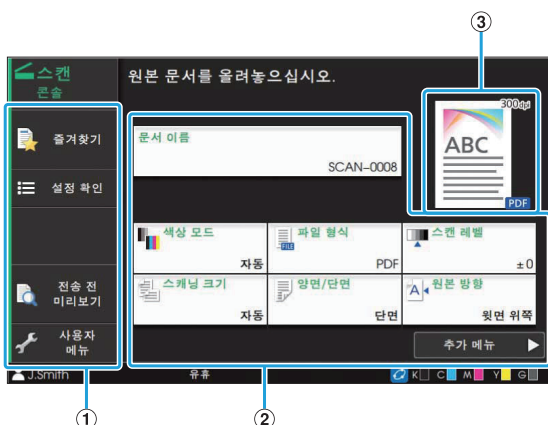 ③
스캔
콘솔
원본 문서를 올려놓으십시오.
300dpi
ABC
PDF
즐겨찾기
설정 확인
전송 전
미리보기
사용자
메뉴
문서 이름
SCAN-0008
색상 모드
자동
파일 형식
FILE
PDF
스캔 레벨
±0
스캐닝 크기
자동
양면/단면
단면
원본 방향
A
윗면 위쪽
추가 메뉴
J.Smith
유휴
K C M Y G
① ②